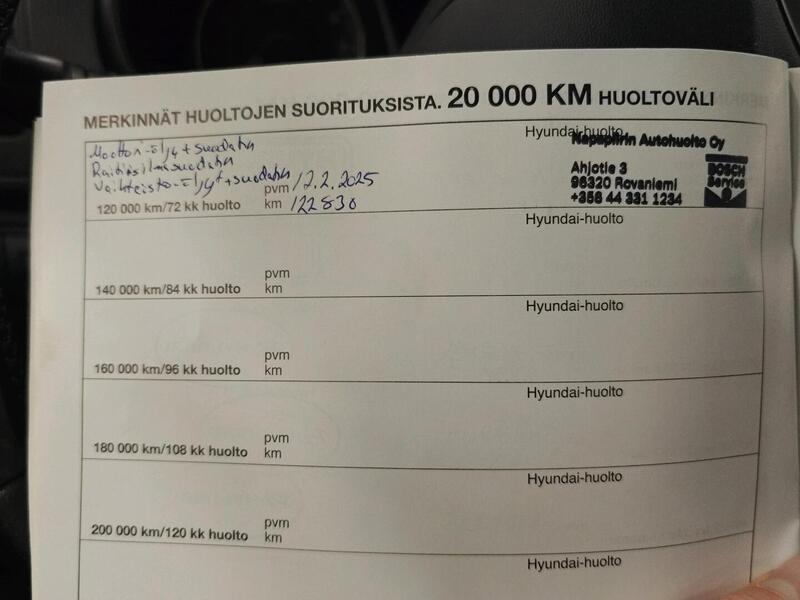 MERKINNÄT HUOLTOJEN SUORITUKSISTA. 20 000 KM HUOLTOVÄLI
Moottori-öljy + suodatin
Raitisilmasuodatin
Vaihteisto-öljyt + suodatin
120 000 km/72 kk huolto
pvm 12.2.2025
km 122830
Hyundai-huolto
Napapiirin Autohuolto Oy
Ahjotie 3
96320 Rovaniemi
+358 44 331 1234
BOSCH
Service
140 000 km/84 kk huolto
pvm
km
Hyundai-huolto
160 000 km/96 kk huolto
pvm
km
Hyundai-huolto
180 000 km/108 kk huolto
pvm
km
Hyundai-huolto
200 000 km/120 kk huolto
pvm
km
Hyundai-huolto
Hyundai-huolto